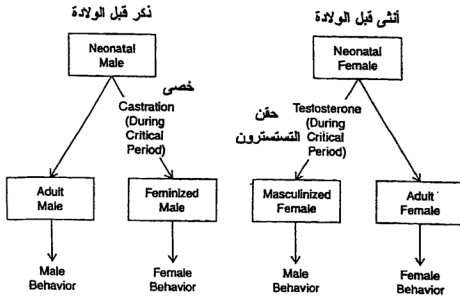 ذكر قبل الولادة
Neonatal
Male
خصى
Castration
(During
Critical
Period)
Adult
Male
Feminized
Male
Male
Behavior
Female
Behavior
أنثى قبل الولادة
Neonatal
Female
حقن
التستسترون
Testosterone
(During
Critical
Period)
Masculinized
Female
Adult
Female
Male
Behavior
Female
Behavior